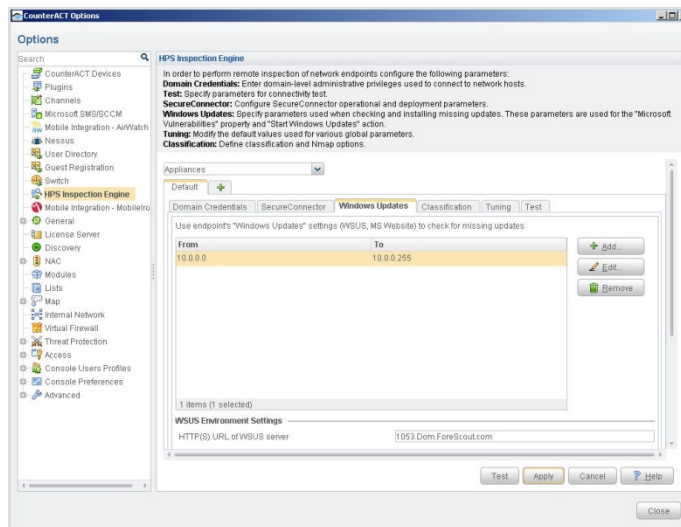 CounterACT Options
Options
Search
CounterACT Devices
Plugins
Channels
Microsoft SMS/SCCM
Mobile Integration - AirWatch
Nessus
User Directory
Guest Registration
Switch
HPS Inspection Engine
Mobile Integration - Mobileiro
General
License Server
Discovery
NAC
Modules
Lists
Map
Internal Network
Virtual Firewall
Threat Protection
Access
Console Users Profiles
Console Preferences
Advanced
HPS Inspection Engine
In order to perform remote inspection of network endpoints configure the following parameters:
Domain Credentials: Enter domain-level administrative privileges used to connect to network hosts.
Test: Specify parameters for connectivity test.
SecureConnector: Configure SecureConnector operational and deployment parameters.
Windows Updates: Specify parameters used when checking and installing missing updates. These parameters are used for the "Microsoft
Vulnerabilities" property and "Start Windows Updates" action.
Tuning: Modify the default values used for various global parameters.
Classification: Define classification and Nmap options.
Appliances
Default
Domain Credentials SecureConnector Windows Updates Classification Tuning Test
Use endpoint's "Windows Updates" settings (WSUS, MS Website) to check for missing updates
From To
10.0.0.0 10.0.0.255
Add...
Edit...
Remove
1 items (1 selected)
WSUS Environment Settings
HTTP(S) URL of WSUS server 1053.Dom.ForeScout.com
Test Apply Cancel Help
Close